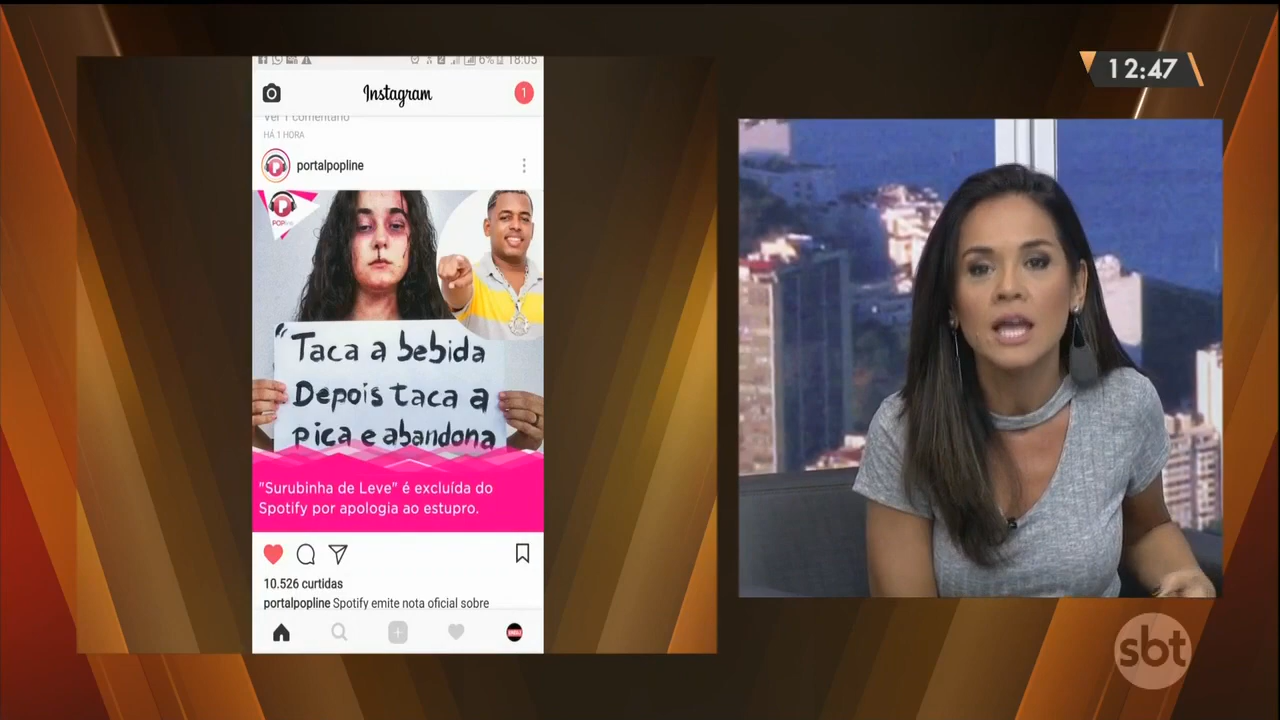 12:47
6% 18:05
Instagram
1
Ver 1 comentário
HÁ 1 HORA
portalpopline
POPline
"Taca a bebida
Depois taca a
pica e abandona
"Surubinha de Leve" é excluída do
Spotify por apologia ao estupro.
10.526 curtidas
portalpopline Spotify emite nota oficial sobre
sbt